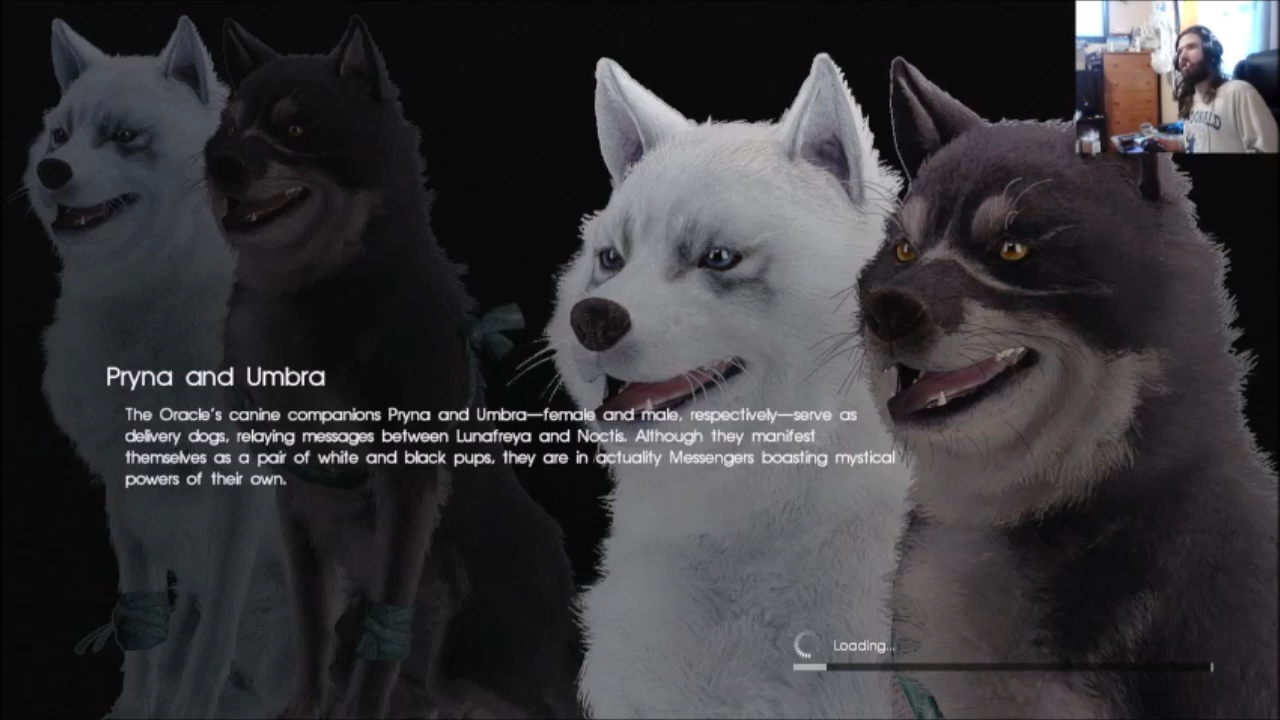 Pryna and Umbra
The Oracle's canine companions Pryna and Umbra—female and male, respectively—serve as
delivery dogs, relaying messages between Lunafreya and Noctis. Although they manifest
themselves as a pair of white and black pups, they are in actuality Messengers boasting mystical
powers of their own.
Loading...